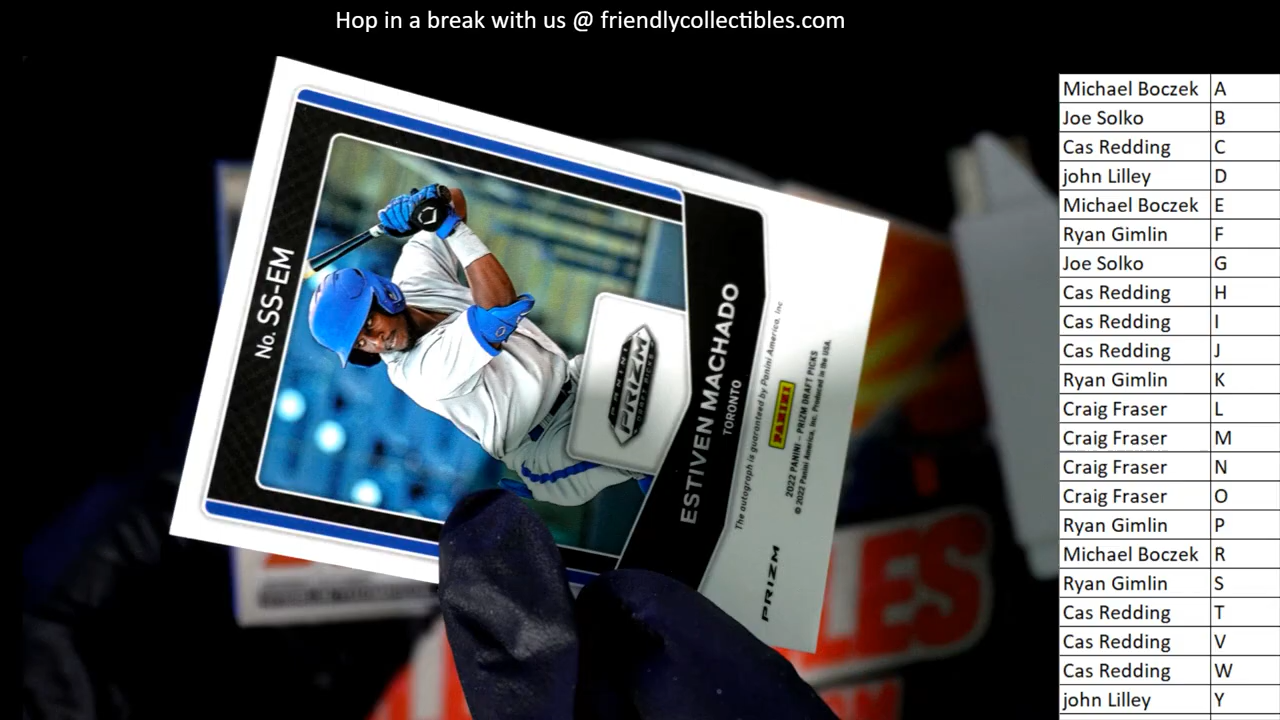 Hop in a break with us @ friendlycollectibles.com
No. SS-EM
PANINI
PRIZM
DRAFT PICKS
ESTIVEN MACHADO
TORONTO
The autograph is guaranteed by Panini America, Inc
PANINI
2022 PANINI – PRIZM DRAFT PICKS
© 2022 Panini America, Inc. Produced in the USA.
PRIZM
LES
Michael Boczek A
Joe Solko B
Cas Redding C
john Lilley D
Michael Boczek E
Ryan Gimlin F
Joe Solko G
Cas Redding H
Cas Redding I
Cas Redding J
Ryan Gimlin K
Craig Fraser L
Craig Fraser M
Craig Fraser N
Craig Fraser O
Ryan Gimlin P
Michael Boczek R
Ryan Gimlin S
Cas Redding T
Cas Redding V
Cas Redding W
john Lilley Y